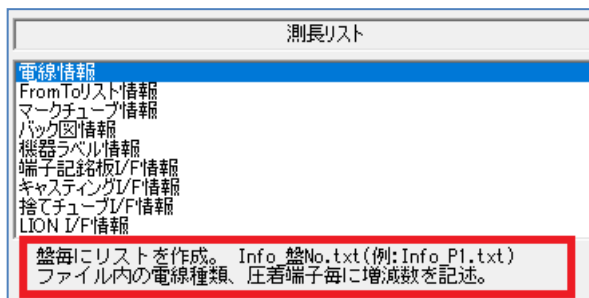 測長リスト
電線情報
FromToリスト情報
マークチューブ情報
バック図情報
機器ラベル情報
端子記銘板I/F情報
キャスティングI/F情報
捨てチューブI/F情報
LION I/F情報
盤毎にリストを作成。 Info_盤No.txt(例:Info_P1.txt)
ファイル内の電線種類、圧着端子毎に増減数を記述。